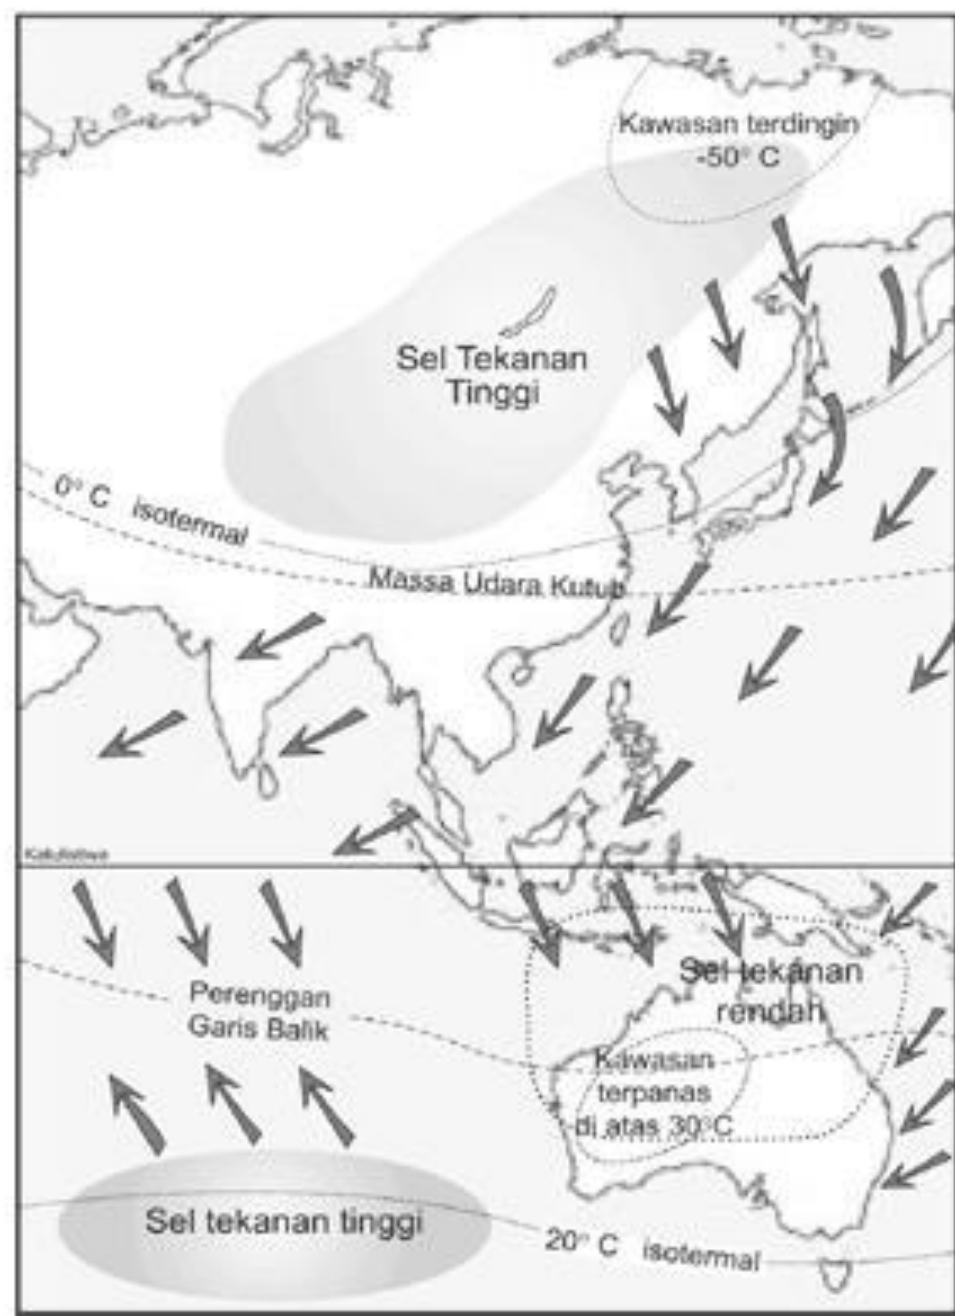 Kawasan terdingin
-50° C
Sel Tekanan
Tinggi
0° C isotermal
Massa Udara Kutub
Khatulistiwa
Sel tekanan
rendah
Perenggan
Garis Balik
Kawasan
terpanas
di atas 30°C
Sel tekanan tinggi
20° C isotermal